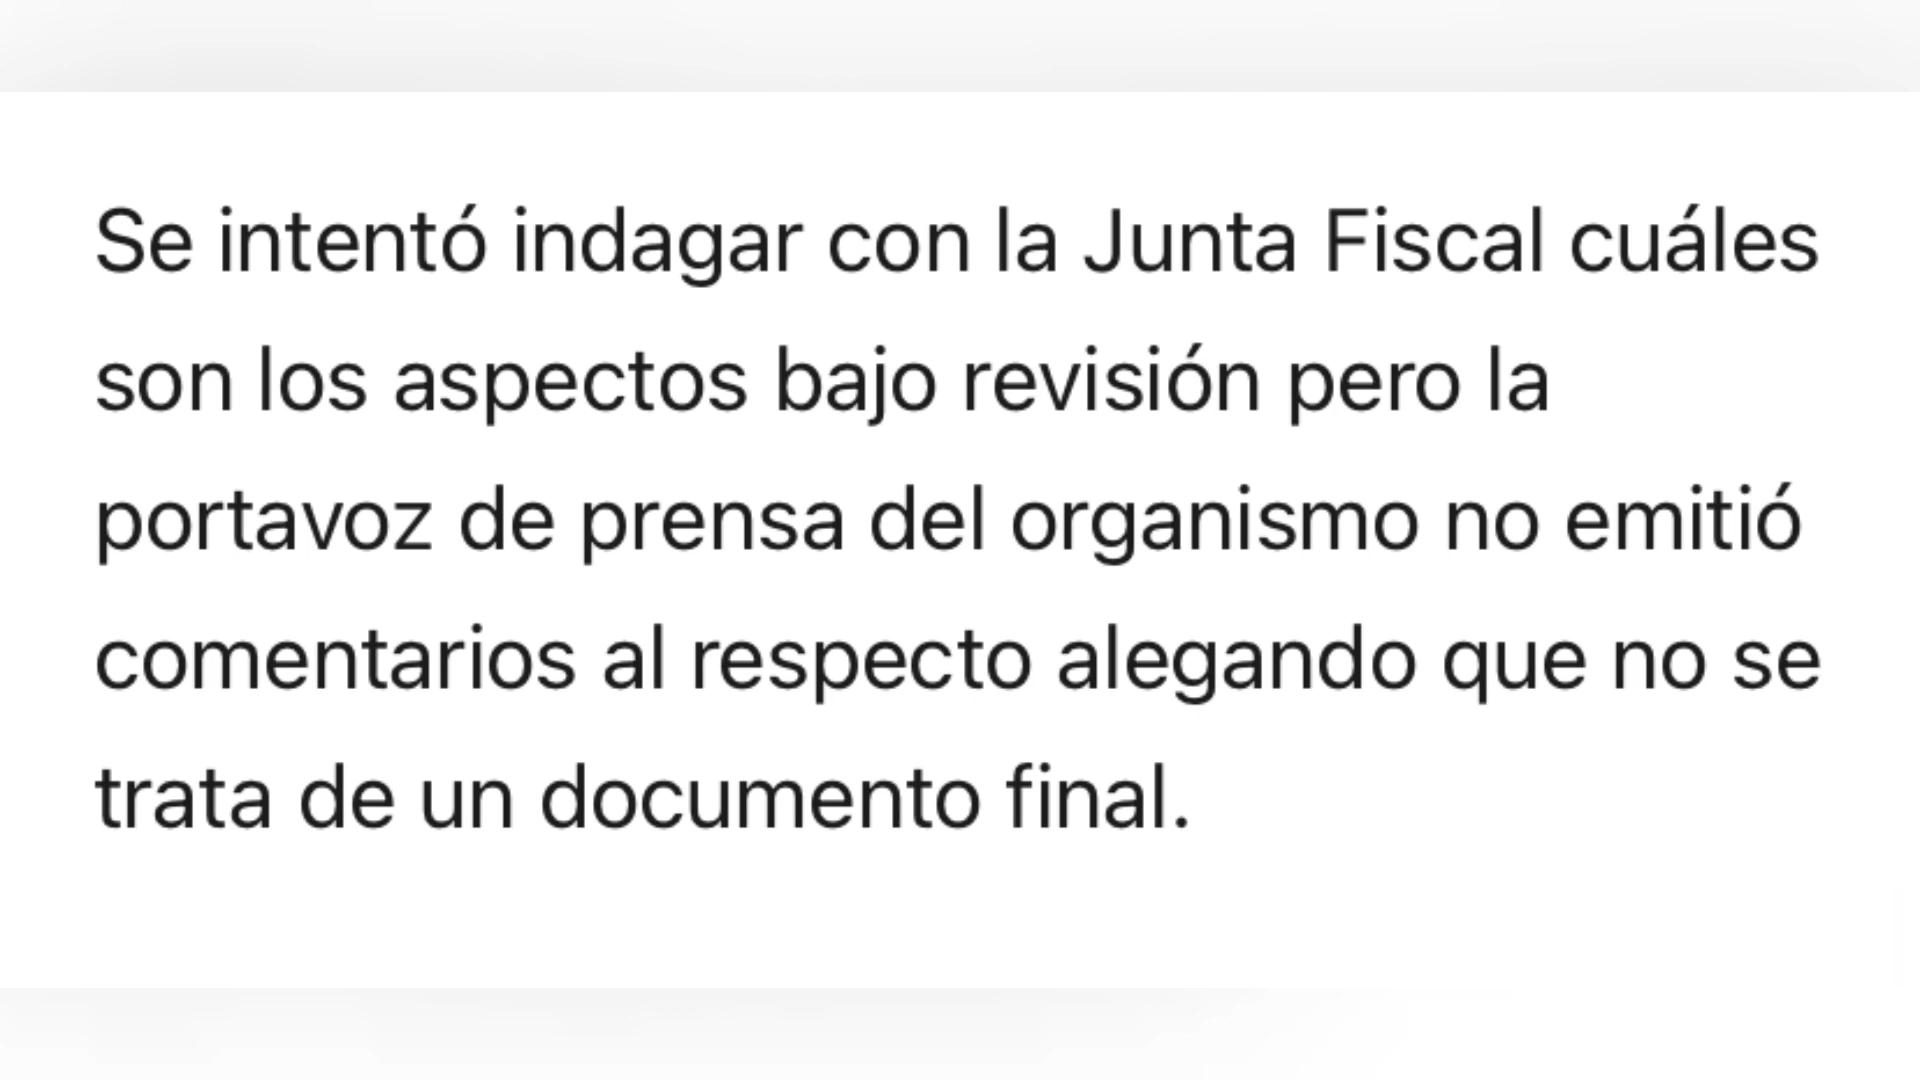 Se intentó indagar con la Junta Fiscal cuáles
son los aspectos bajo revisión pero la
portavoz de prensa del organismo no emitió
comentarios al respecto alegando que no se
trata de un documento final.